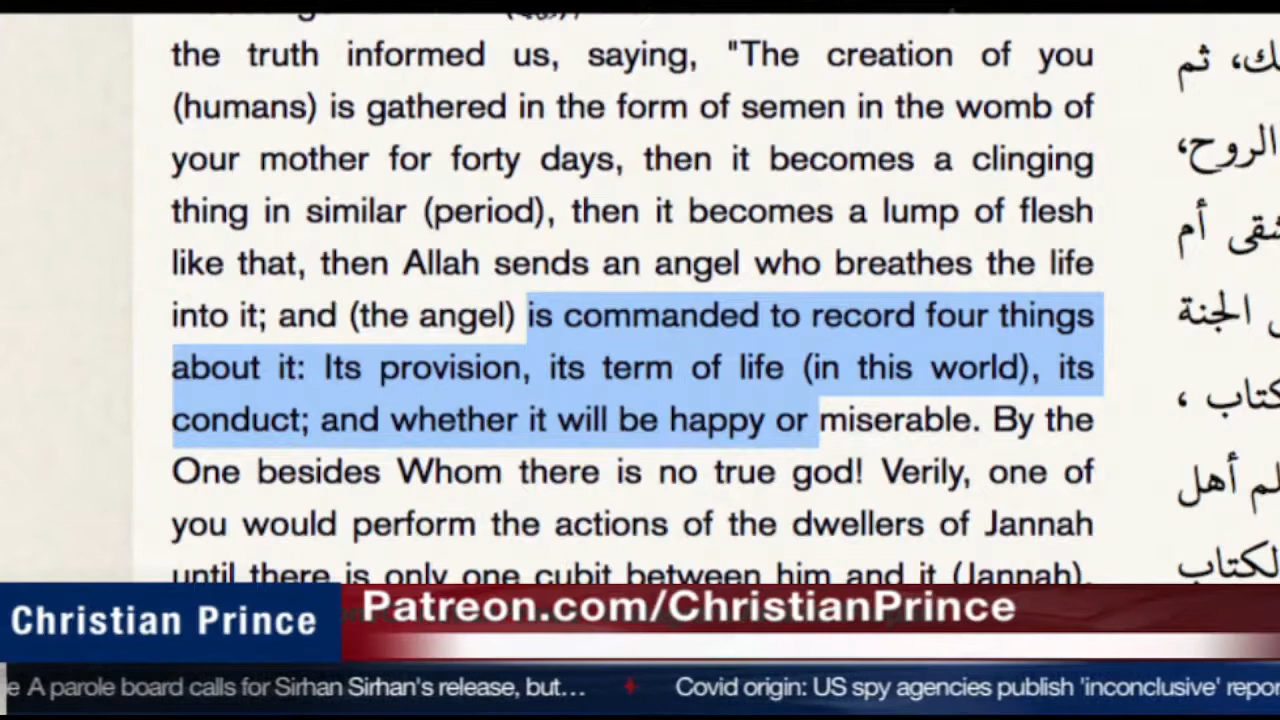 the truth informed us, saying, "The creation of you
(humans) is gathered in the form of semen in the womb of
your mother for forty days, then it becomes a clinging
thing in similar (period), then it becomes a lump of flesh
like that, then Allah sends an angel who breathes the life
into it; and (the angel) is commanded to record four things
about it: Its provision, its term of life (in this world), its
conduct; and whether it will be happy or miserable. By the
One besides Whom there is no true god! Verily, one of
you would perform the actions of the dwellers of Jannah
until there is only one cubit between him and it (Jannah),
ثم
الروح،
أم
الجنة
،
أهل
Christian Prince
Patreon.com/ChristianPrince
e A parole board calls for Sirhan Sirhan's release, but...
Covid origin: US spy agencies publish 'inconclusive' repor